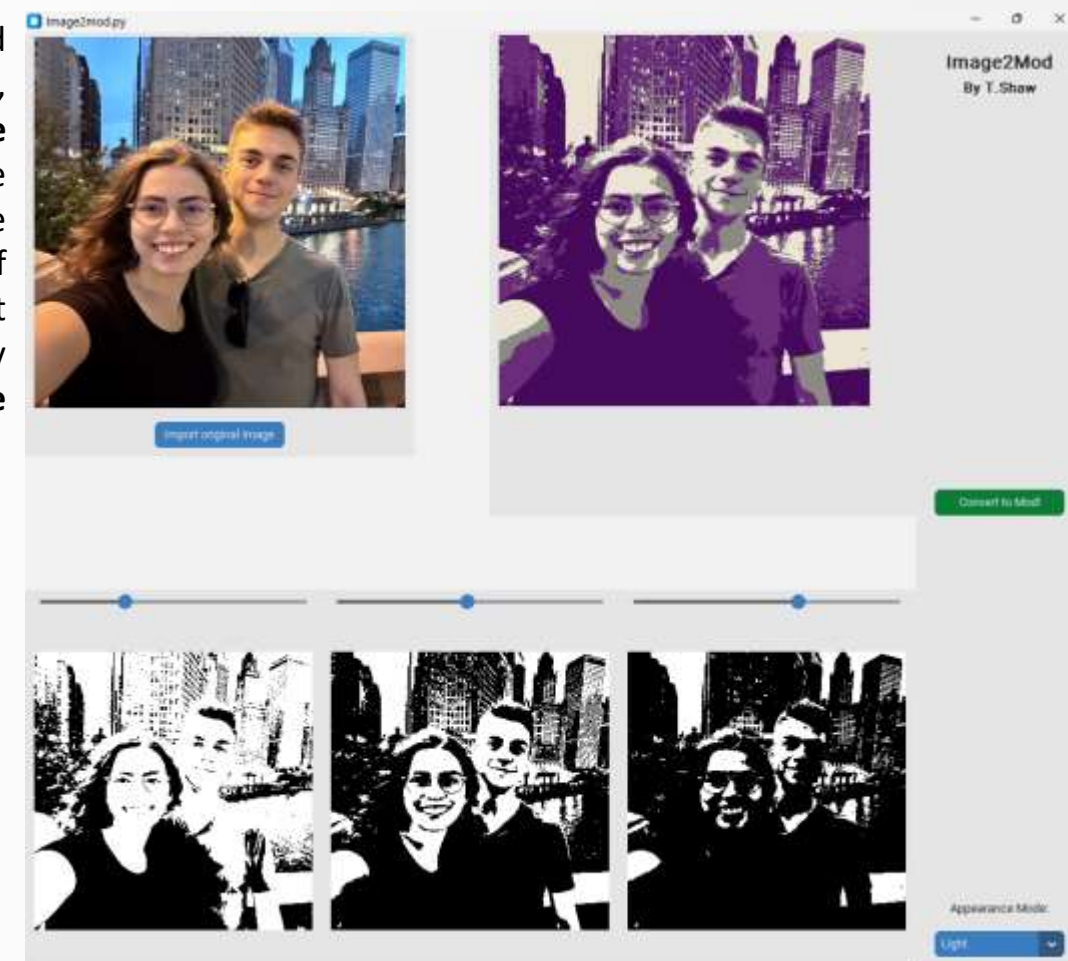 d
,
e
e
e
f
t
y
e
Image2mod.py
Image2Mod
By T.Shaw
Import original image
Convert to Mod!
Appearance Mode:
Light